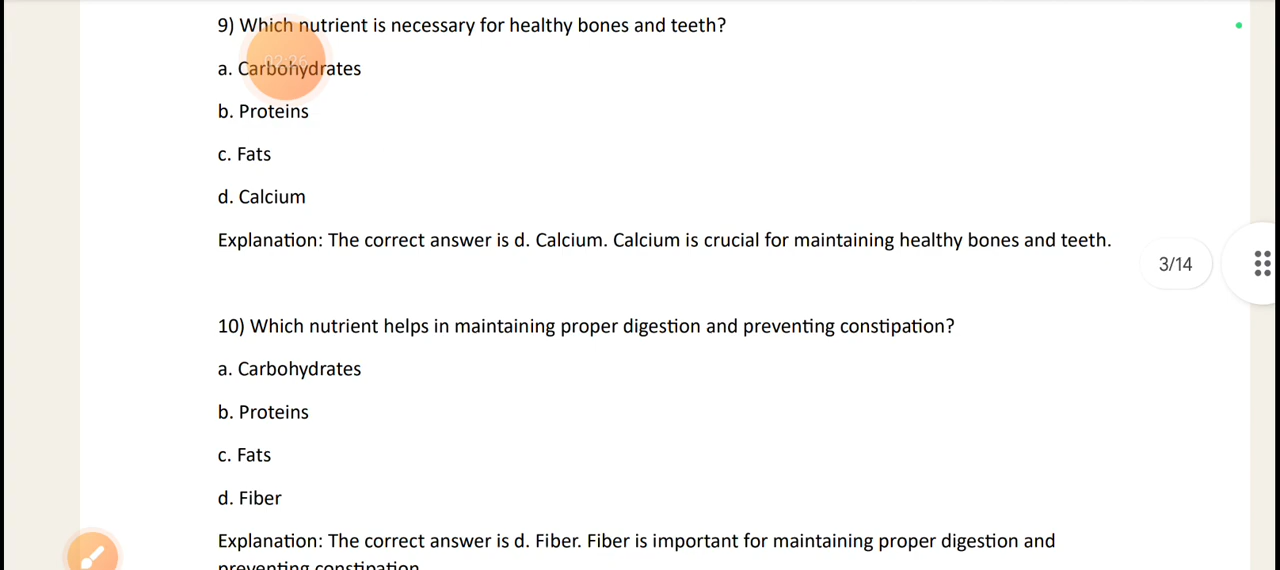 9) Which nutrient is necessary for healthy bones and teeth?
a. Carbohydrates
b. Proteins
c. Fats
d. Calcium
Explanation: The correct answer is d. Calcium. Calcium is crucial for maintaining healthy bones and teeth.
3/14
10) Which nutrient helps in maintaining proper digestion and preventing constipation?
a. Carbohydrates
b. Proteins
c. Fats
d. Fiber
Explanation: The correct answer is d. Fiber. Fiber is important for maintaining proper digestion and
preventing constipation.